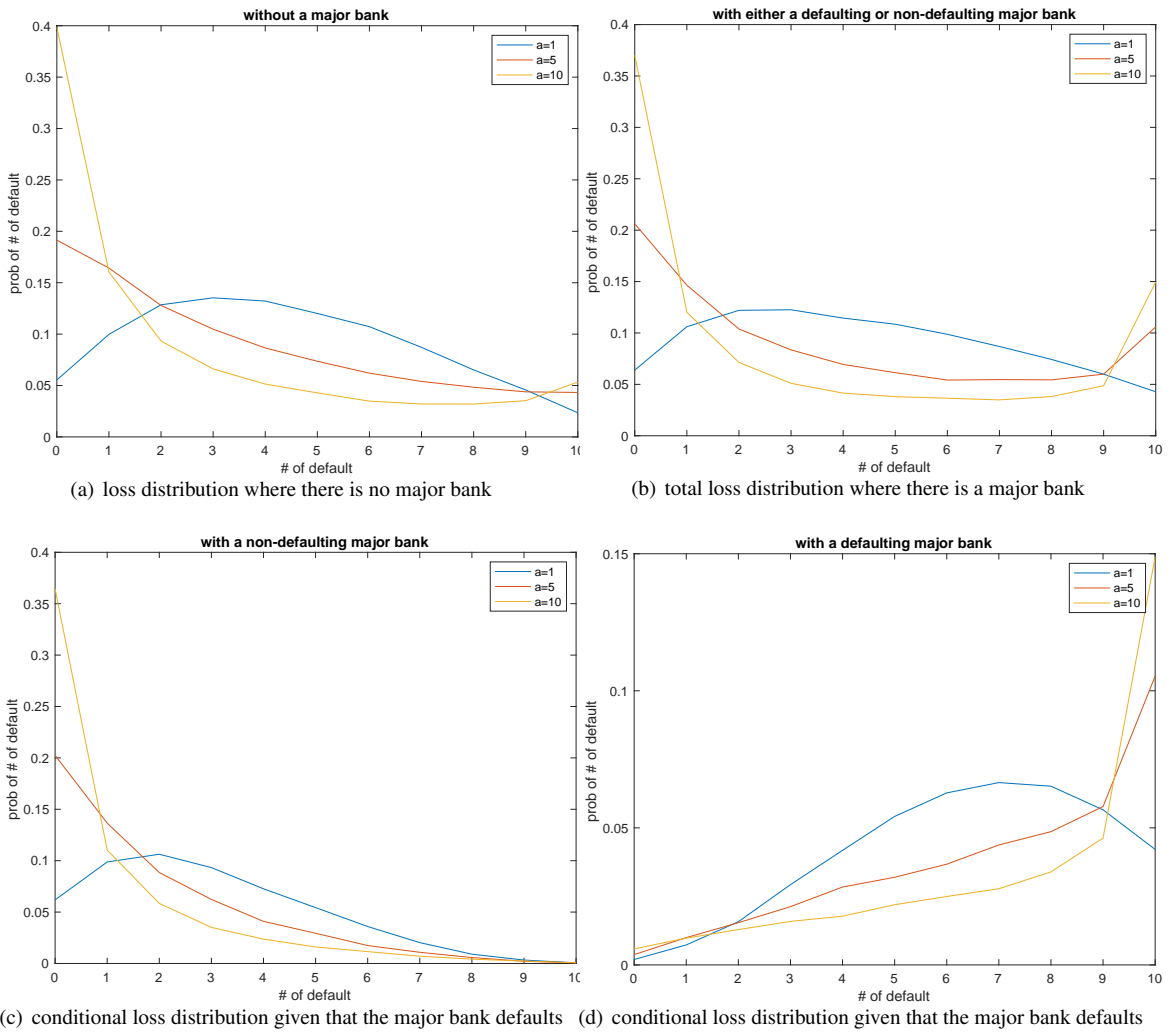 without a major bank
0.4
0.35
0.3
0.25
0.2
0.15
0.1
0.05
0
prob of # of default
a=1
a=5
a=10
0 1 2 3 4 5 6 7 8 9 10
# of default
(a) loss distribution where there is no major bank
with either a defaulting or non-defaulting major bank
0.4
0.35
0.3
0.25
0.2
0.15
0.1
0.05
0
prob of # of default
a=1
a=5
a=10
0 1 2 3 4 5 6 7 8 9 10
# of default
(b) total loss distribution where there is a major bank
with a non-defaulting major bank
0.4
0.35
0.3
0.25
0.2
0.15
0.1
0.05
0
prob of # of default
a=1
a=5
a=10
0 1 2 3 4 5 6 7 8 9 10
# of default
(c) conditional loss distribution given that the major bank defaults
with a defaulting major bank
0.15
0.1
0.05
0
prob of # of default
a=1
a=5
a=10
0 1 2 3 4 5 6 7 8 9 10
# of default
(d) conditional loss distribution given that the major bank defaults